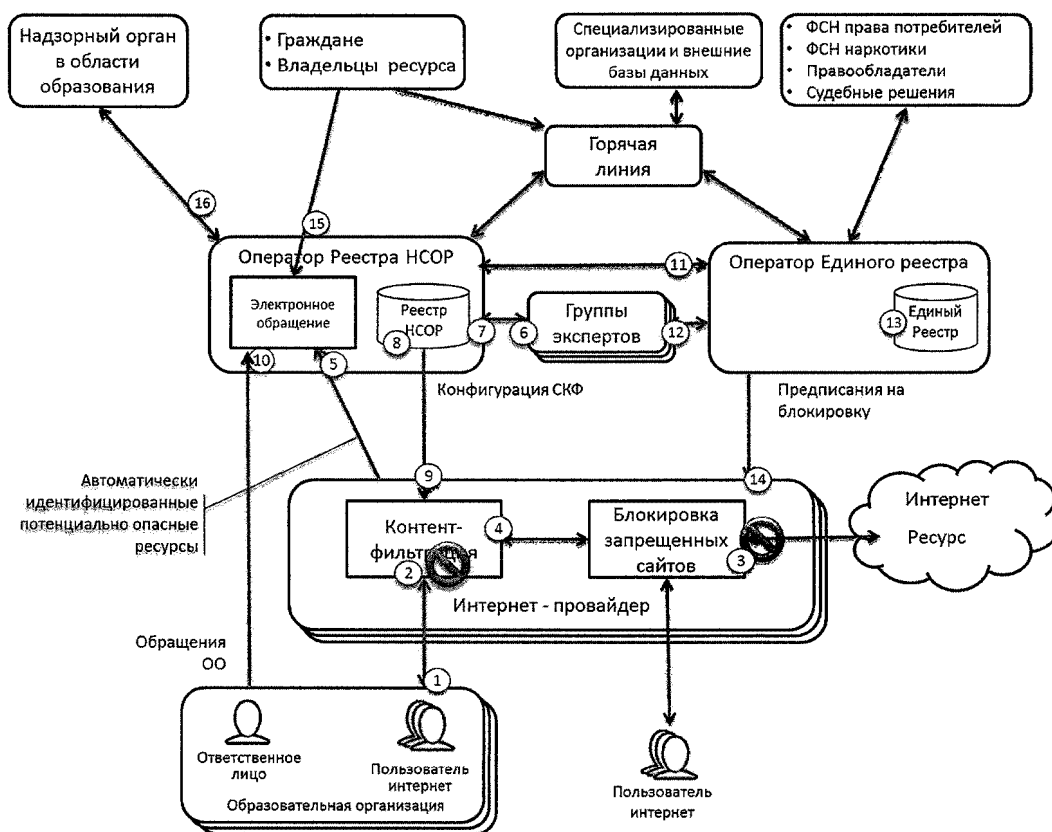 Надзорный орган
в области
образования
• Граждане
• Владельцы ресурса
Специализированные
организации и внешние
базы данных
• ФСН права потребителей
• ФСН наркотики
• Правообладатели
• Судебные решения
Горячая
линия
16
15
Оператор Реестра НСОР
11
Оператор Единого реестра
Электронное
обращение
Реестр
НСОР
8
7
6
Группы
экспертов
12
13
Единый
Реестр
10
5
Конфигурация СКФ
Предписания на
блокировку
Автоматически
идентифицированные
потенциально опасные
ресурсы
9
14
Контент-
фильтрация
2
4
Блокировка
запрещенных
сайтов
3
Интернет
Ресурс
Интернет - провайдер
Обращения
ОО
1
Ответственное
лицо
Пользователь
интернет
Образовательная организация
Пользователь
интернет